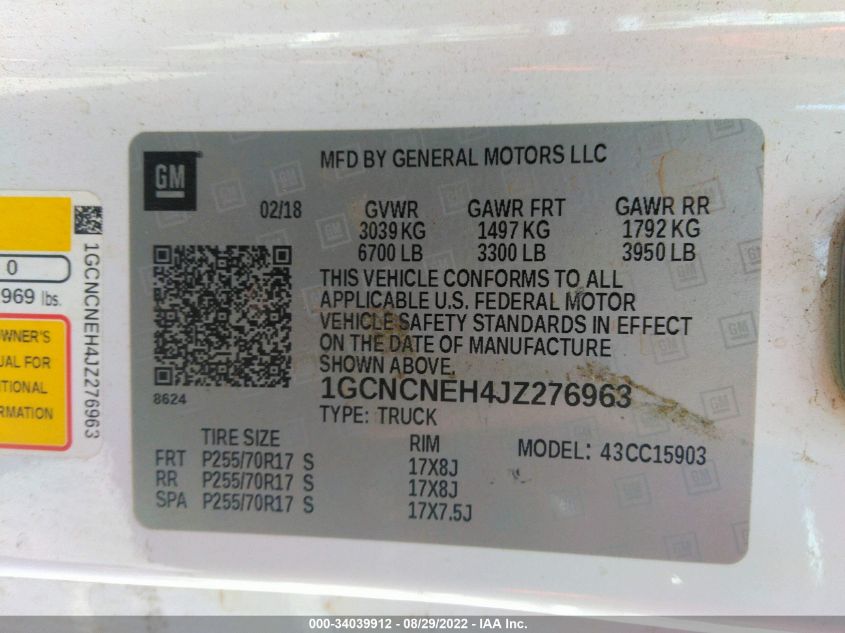 GM
MFD BY GENERAL MOTORS LLC
02/18 GVWR GAWR FRT GAWR RR
3039 KG 1497 KG 1792 KG
6700 LB 3300 LB 3950 LB
THIS VEHICLE CONFORMS TO ALL
APPLICABLE U.S. FEDERAL MOTOR
VEHICLE SAFETY STANDARDS IN EFFECT
ON THE DATE OF MANUFACTURE
SHOWN ABOVE.
8624
1GCNCNEH4JZ276963
TYPE: TRUCK
TIRE SIZE RIM MODEL: 43CC15903
FRT P255/70R17 S 17X8J
RR P255/70R17 S 17X8J
SPA P255/70R17 S 17X7.5J
0
969 lbs.
OWNER'S
FOR
1GCNCNEH4JZ276963
000-34039912 - 08/29/2022 - IAA Inc.